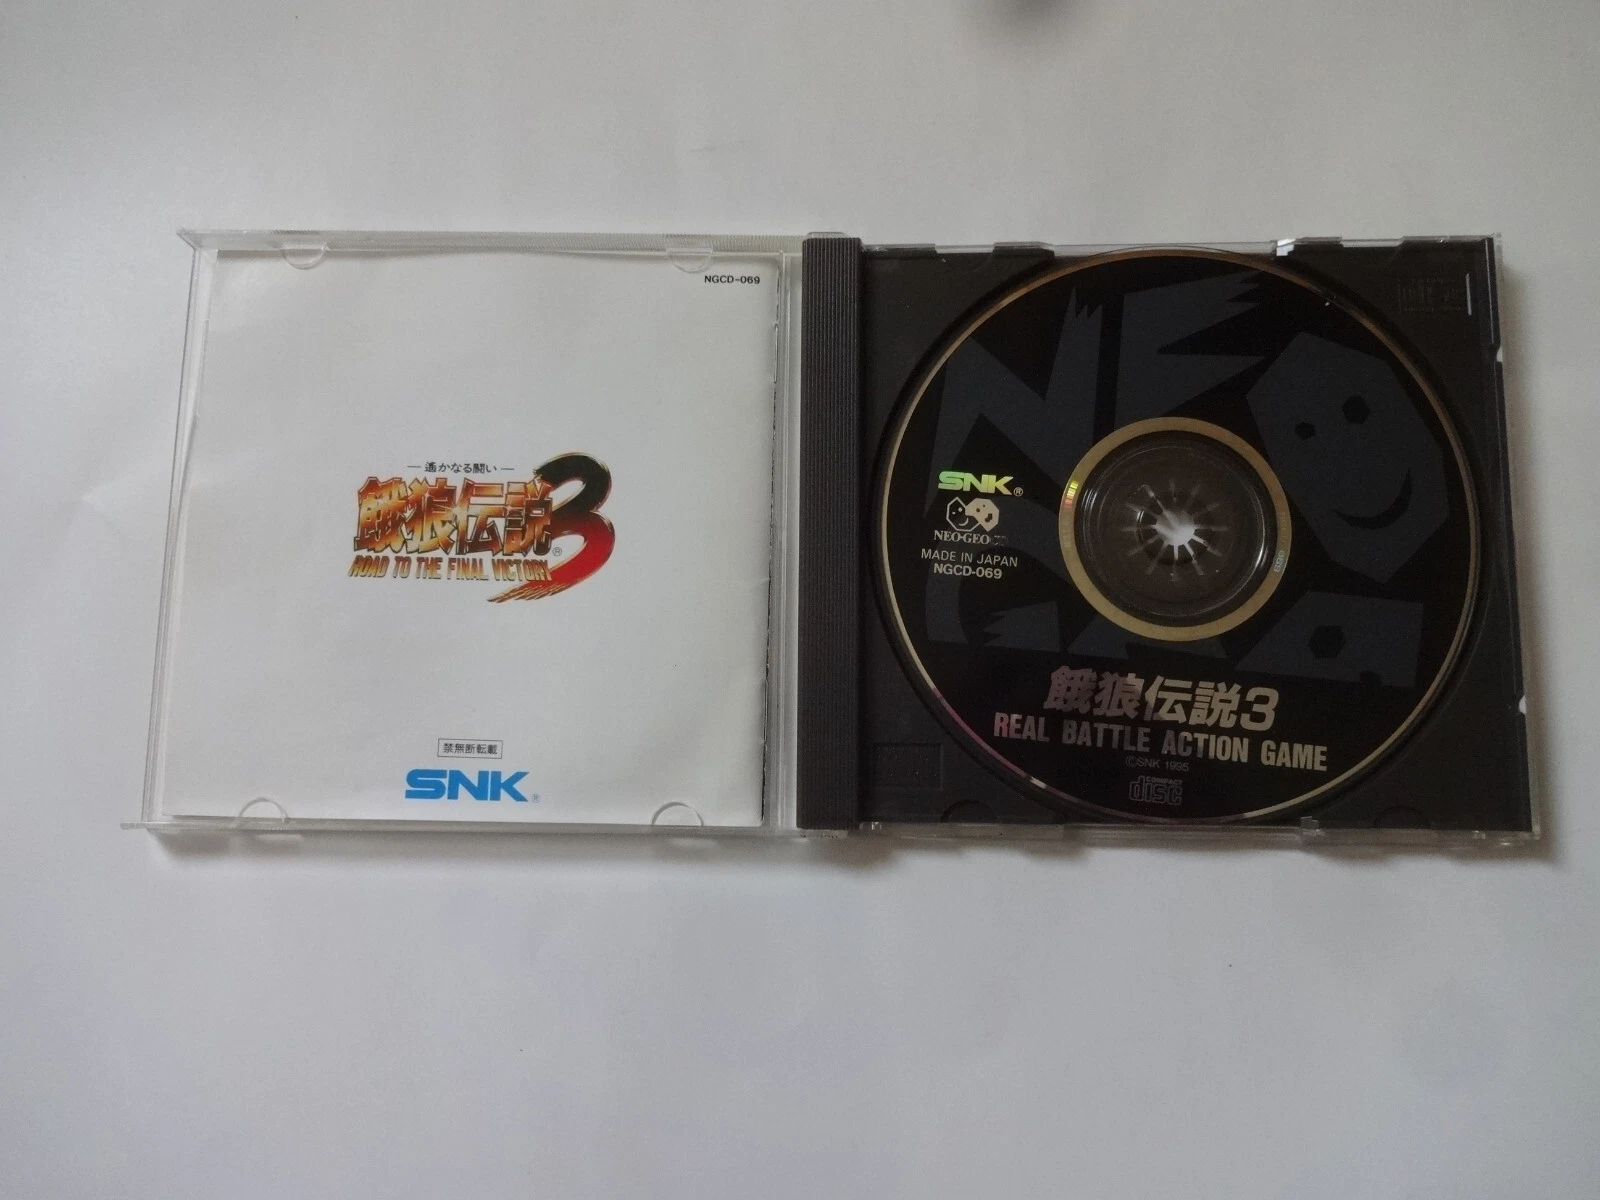 NGCD-069
—遥かなる闘い—
餓狼伝説3®
ROAD TO THE FINAL VICTORY
禁無断転載
SNK®
NEO
GEO
SNK®
NEO·GEO CD
MADE IN JAPAN
NGCD-069
餓狼伝説3
REAL BATTLE ACTION GAME
©SNK 1995
COMPACT
disc